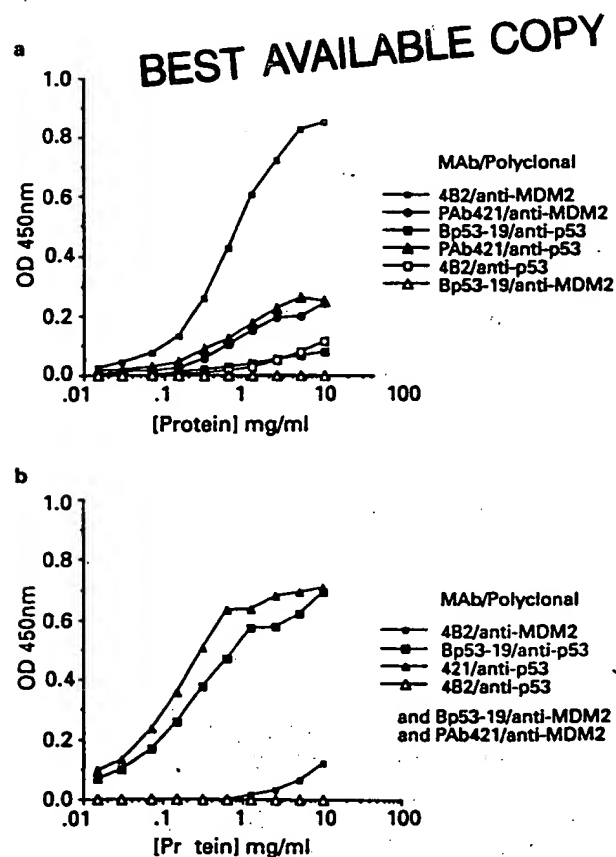 BEST AVAILABLE COPY
a
1.0
0.8
0.6
0.4
0.2
0.0
OD 450nm
.01 .1 1 10 100
[Protein] mg/ml
MAb/Polyclonal
4B2/anti-MDM2
PAb421/anti-MDM2
Bp53-19/anti-p53
PAb421/anti-p53
4B2/anti-p53
Bp53-19/anti-MDM2
b
1.0
0.8
0.6
0.4
0.2
0.0
OD 450nm
.01 .1 1 10 100
[Pr tein] mg/ml
MAb/Polyclonal
4B2/anti-MDM2
Bp53-19/anti-p53
421/anti-p53
4B2/anti-p53
and Bp53-19/anti-MDM2
and PAb421/anti-MDM2